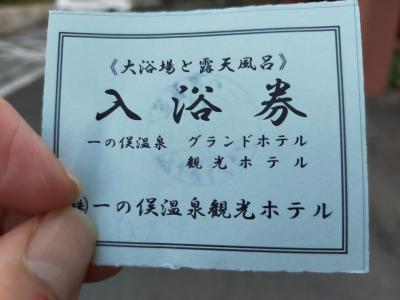 《大浴場と露天風呂》
入浴券
一の俣温泉 グランドホテル
観光ホテル
㈱一の俣温泉観光ホテル